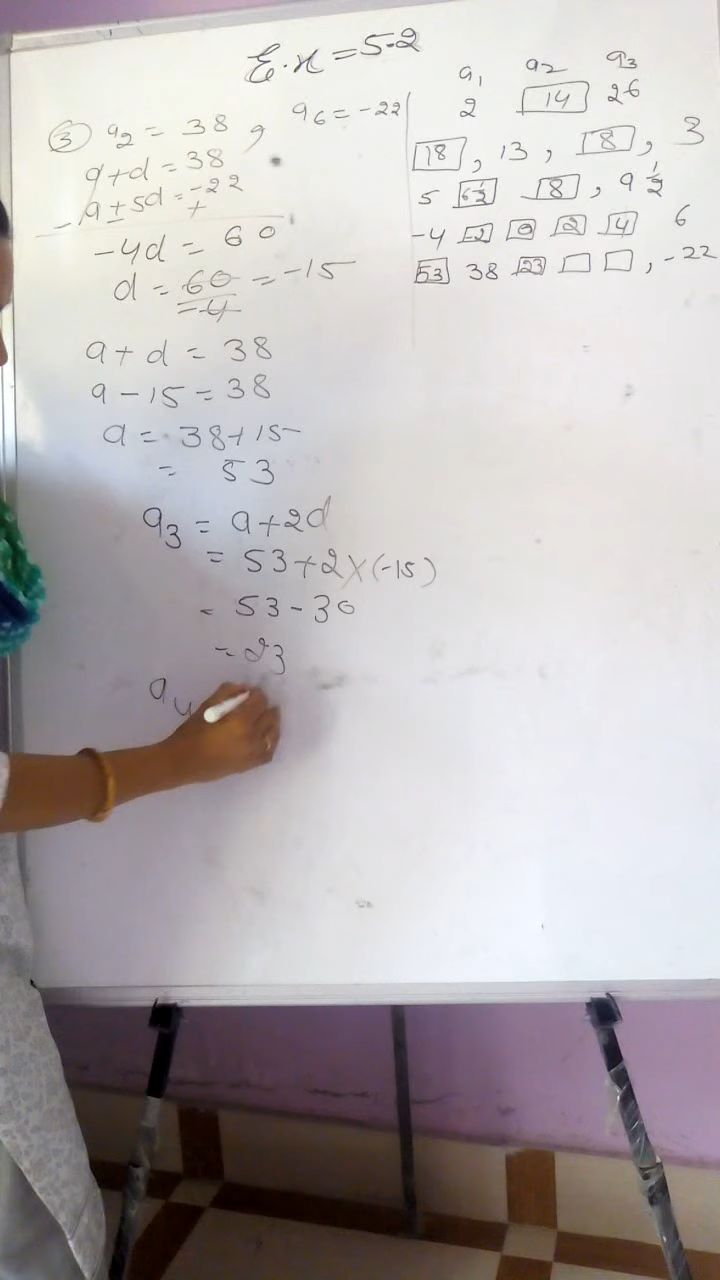 E.x = 5.2
③ a₂ = 38 , a₆ = -22
a+d = 38
- a ± 5d = -22
+
-4d = 60
d = 60/-4 = -15
a + d = 38
a - 15 = 38
a = 38+15
= 53
a₃ = a+2d
= 53+2×(-15)
= 53-30
= 23
a₄
a₁ a₂ a₃
2 14 26
18 , 13 , 8 , 3
5 6½ 8 , 9½
-4 -2 0 2 4 6
53 38 23 □ □ , -22